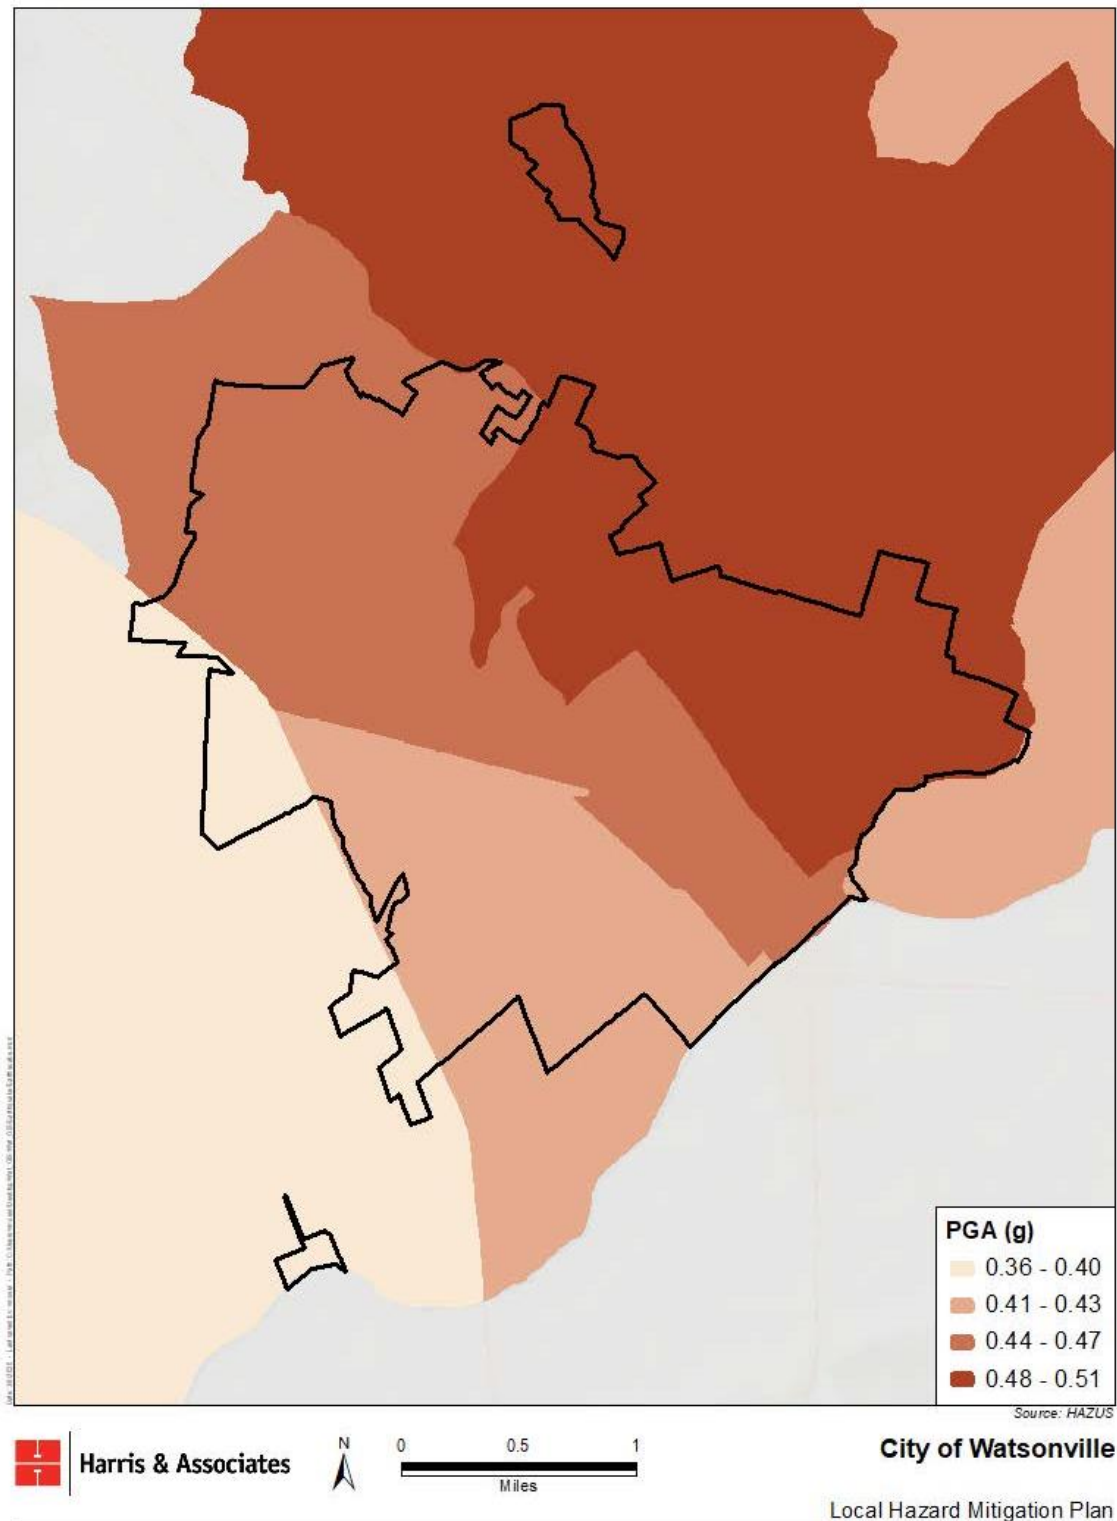 PGA (g)
0.36 - 0.40
0.41 - 0.43
0.44 - 0.47
0.48 - 0.51
Source: HAZUS
Harris & Associates
N
0 0.5 1
Miles
City of Watsonville
Local Hazard Mitigation Plan